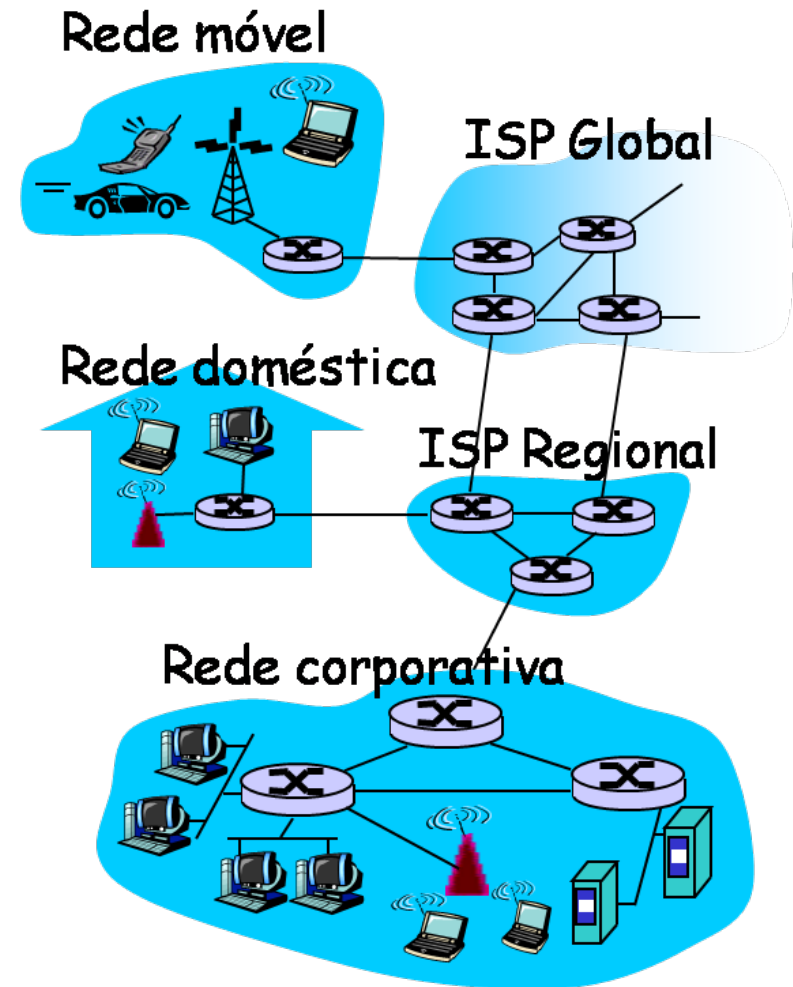 Rede móvel
ISP Global
Rede doméstica
ISP Regional
Rede corporativa